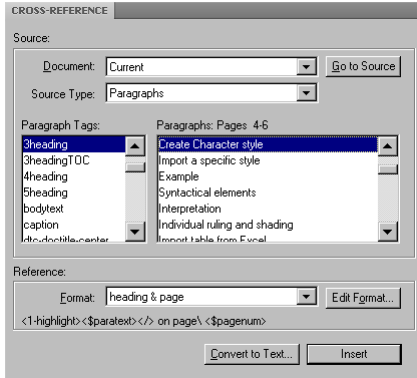 CROSS-REFERENCE
Source:
Document: Current Go to Source
Source Type: Paragraphs
Paragraph Tags: Paragraphs: Pages 4-6
3heading Create Character style
3headingTOC Import a specific style
4heading Example
5heading Syntactical elements
bodytext Interpretation
caption Individual ruling and shading
dtc-doctitle-center Import table from Excel
Reference:
Format: heading & page Edit Format...
<1-highlight><$paratext></> on page\ <$pagenum>
Convert to Text... Insert